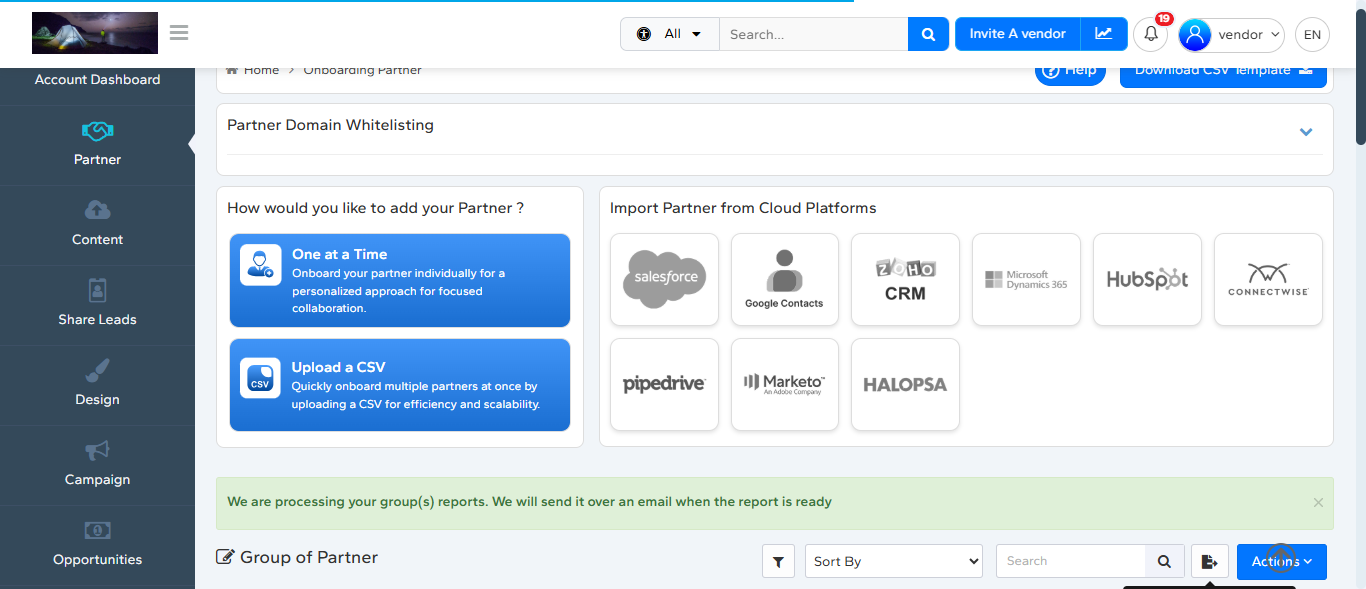 All
Search...
Invite A vendor
19
vendor
EN
Account Dashboard
Home
Onboarding Partner
Help
Download CSV Template
Partner
Content
Share Leads
Design
Campaign
Opportunities
Partner Domain Whitelisting
How would you like to add your Partner ?
One at a Time
Onboard your partner individually for a
personalized approach for focused
collaboration.
CSV
Upload a CSV
Quickly onboard multiple partners at once by
uploading a CSV for efficiency and scalability.
Import Partner from Cloud Platforms
salesforce
Google Contacts
ZOHO
CRM
Microsoft
Dynamics 365
HubSpot
CONNECTWISE
pipedrive
Marketo™
An Adobe Company
HALOPSA
We are processing your group(s) reports. We will send it over an email when the report is ready
×
Group of Partner
Sort By
Search
Actions